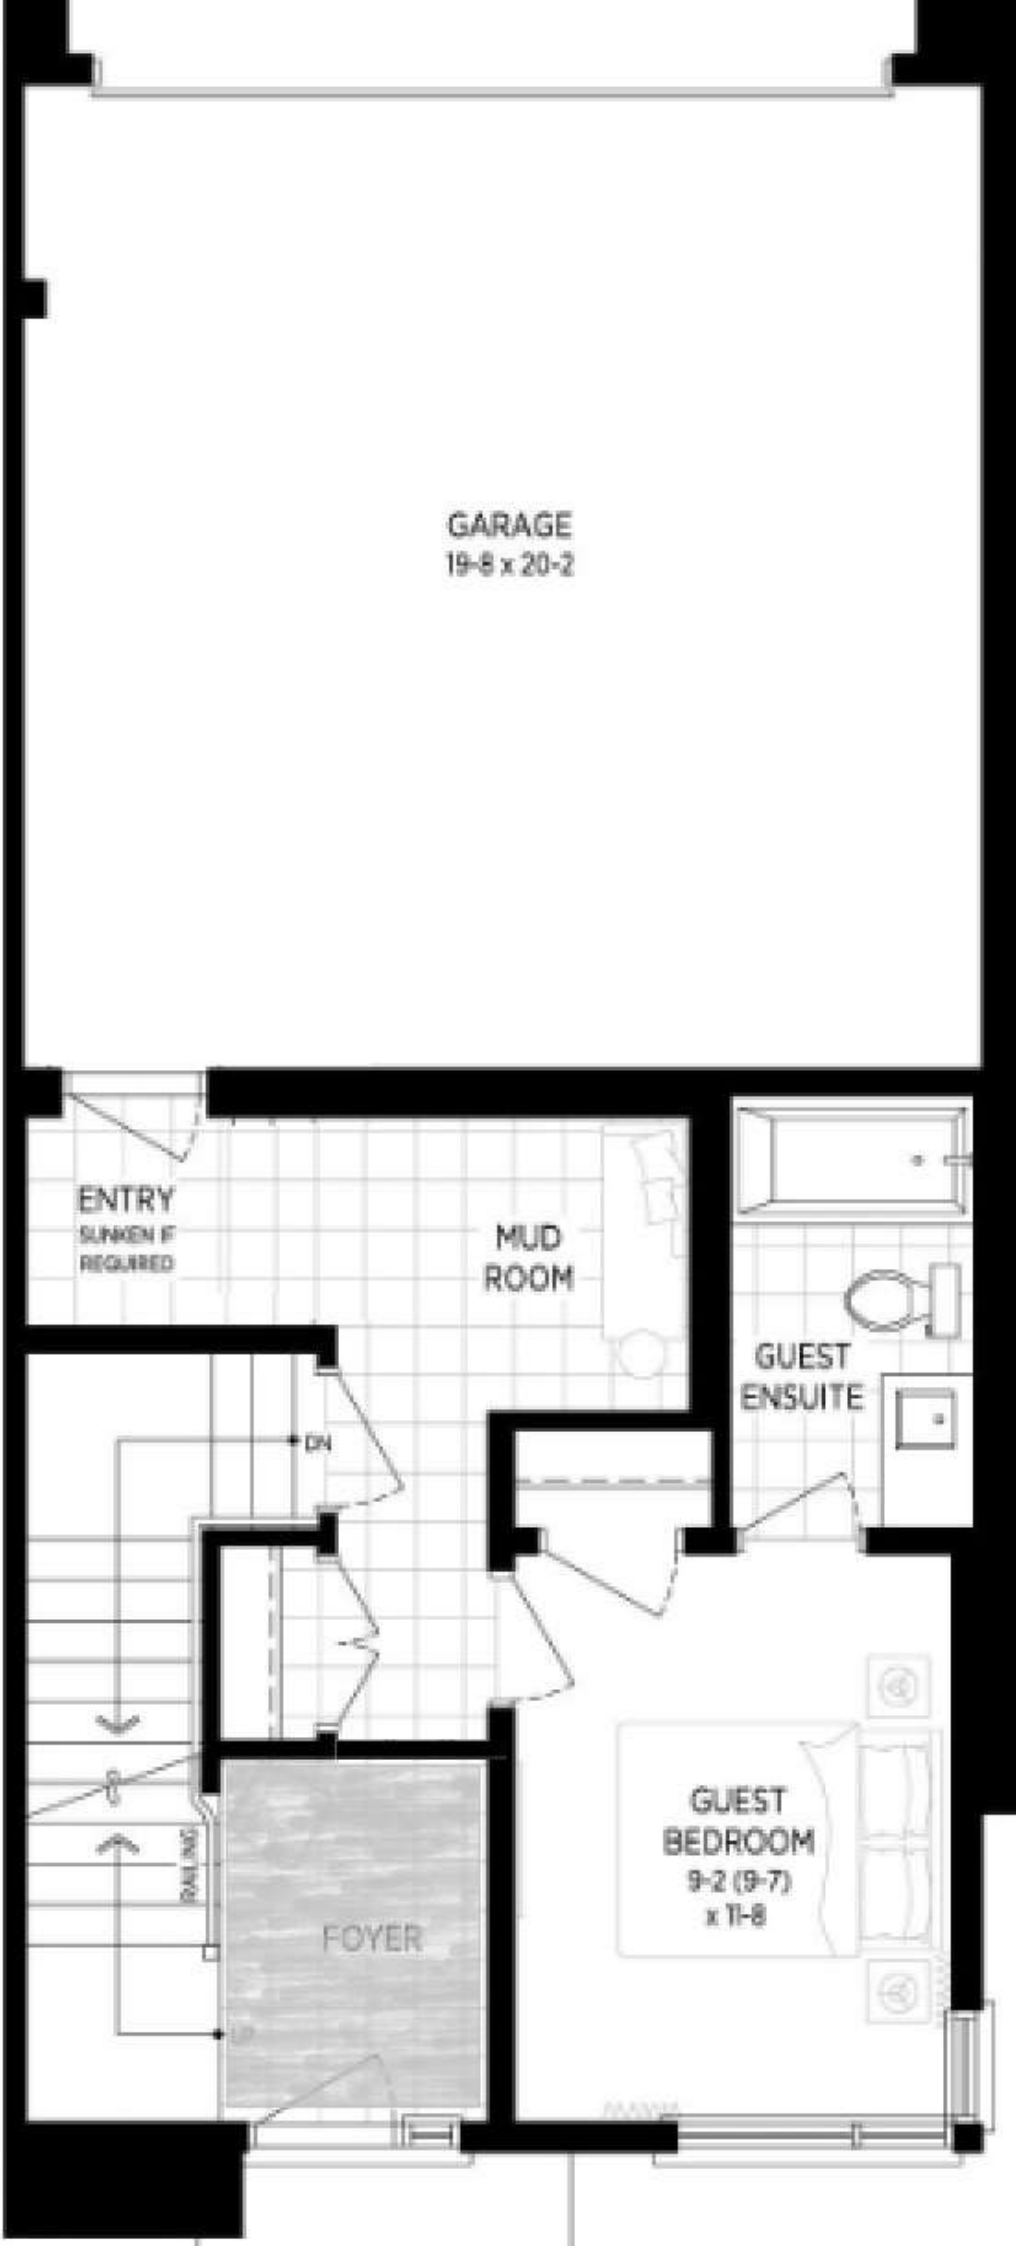 GARAGE
19-8 x 20-2
ENTRY
SUNKEN IF
REQUIRED
MUD
ROOM
GUEST
ENSUITE
DN
GUEST
BEDROOM
9-2 (9-7)
x 11-8
RAILING
FOYER
UP